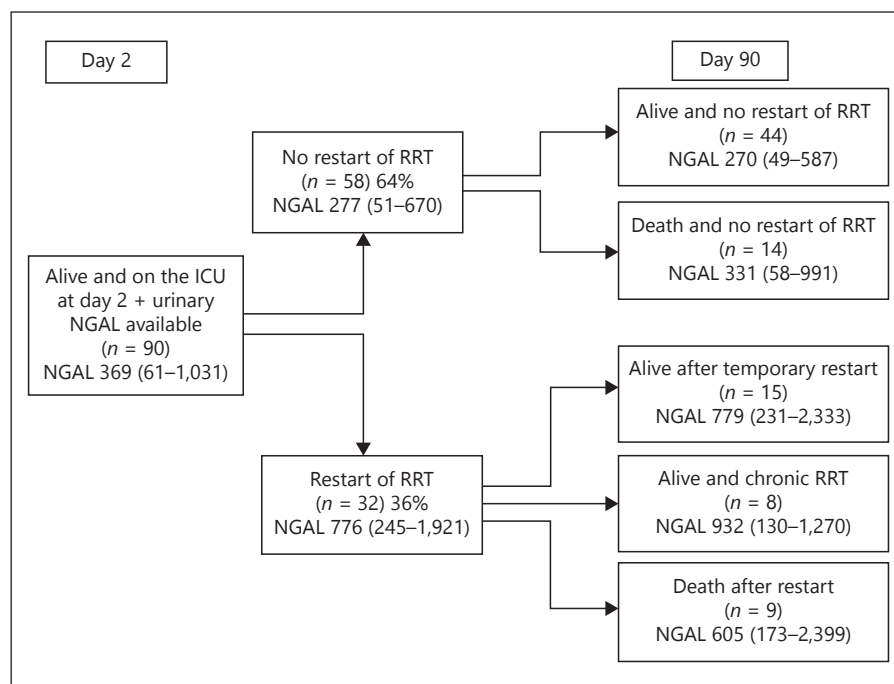 Day 2
Day 90
Alive and on the ICU
at day 2 + urinary
NGAL available
(n = 90)
NGAL 369 (61–1,031)
No restart of RRT
(n = 58) 64%
NGAL 277 (51–670)
Restart of RRT
(n = 32) 36%
NGAL 776 (245–1,921)
Alive and no restart of RRT
(n = 44)
NGAL 270 (49–587)
Death and no restart of RRT
(n = 14)
NGAL 331 (58–991)
Alive after temporary restart
(n = 15)
NGAL 779 (231–2,333)
Alive and chronic RRT
(n = 8)
NGAL 932 (130–1,270)
Death after restart
(n = 9)
NGAL 605 (173–2,399)